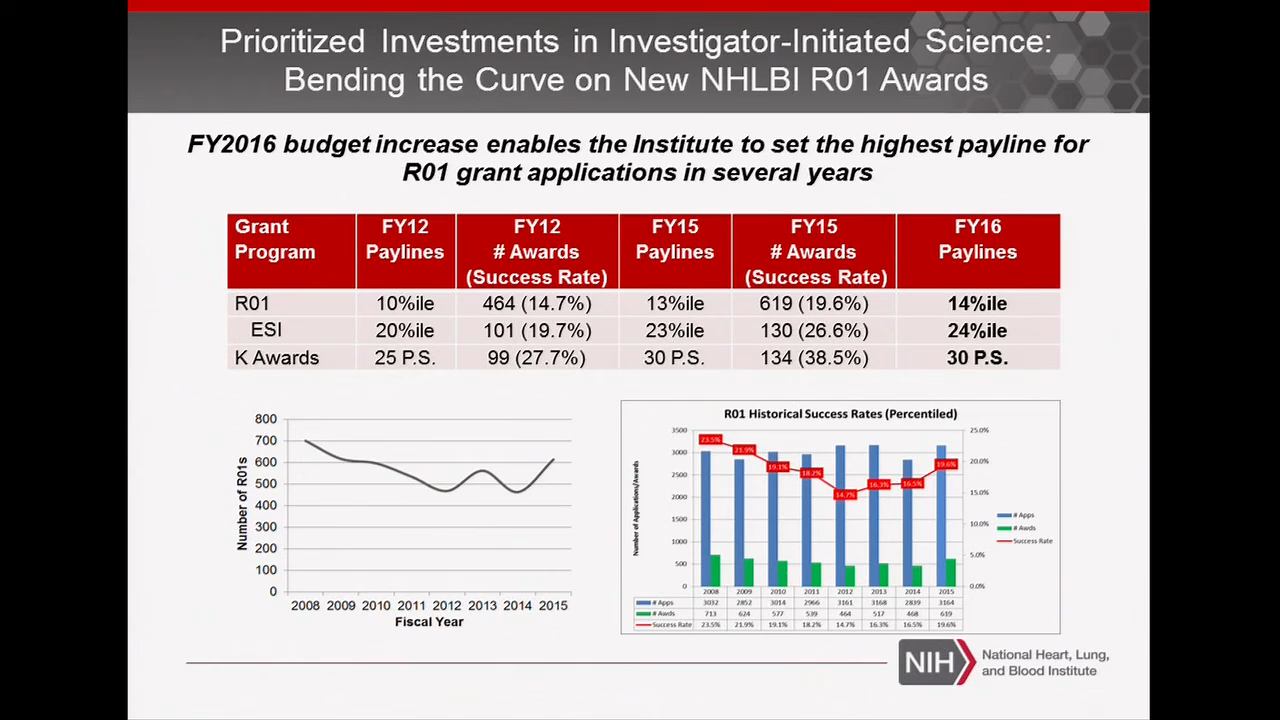 Prioritized Investments in Investigator-Initiated Science:
Bending the Curve on New NHLBI R01 Awards
FY2016 budget increase enables the Institute to set the highest payline for
R01 grant applications in several years
Grant Program FY12 Paylines FY12 # Awards (Success Rate) FY15 Paylines FY15 # Awards (Success Rate) FY16 Paylines
R01 10%ile 464 (14.7%) 13%ile 619 (19.6%) 14%ile
ESI 20%ile 101 (19.7%) 23%ile 130 (26.6%) 24%ile
K Awards 25 P.S. 99 (27.7%) 30 P.S. 134 (38.5%) 30 P.S.
Number of R01s
800
700
600
500
400
300
200
100
0
2008 2009 2010 2011 2012 2013 2014 2015
Fiscal Year
R01 Historical Success Rates (Percentiled)
Number of Applications/Awards
3500
3000
2500
2000
1500
1000
500
0
23.5% 21.9% 19.1% 18.2% 14.7% 16.3% 16.5% 19.6%
25.0%
20.0%
15.0%
10.0%
5.0%
0.0%
# Apps
# Awds
Success Rate
2008 2009 2010 2011 2012 2013 2014 2015
# Apps 3032 2852 3014 2966 3161 3168 2839 3164
# Awds 713 624 577 539 464 517 468 619
Success Rate 23.5% 21.9% 19.1% 18.2% 14.7% 16.3% 16.5% 19.6%
NIH
National Heart, Lung,
and Blood Institute